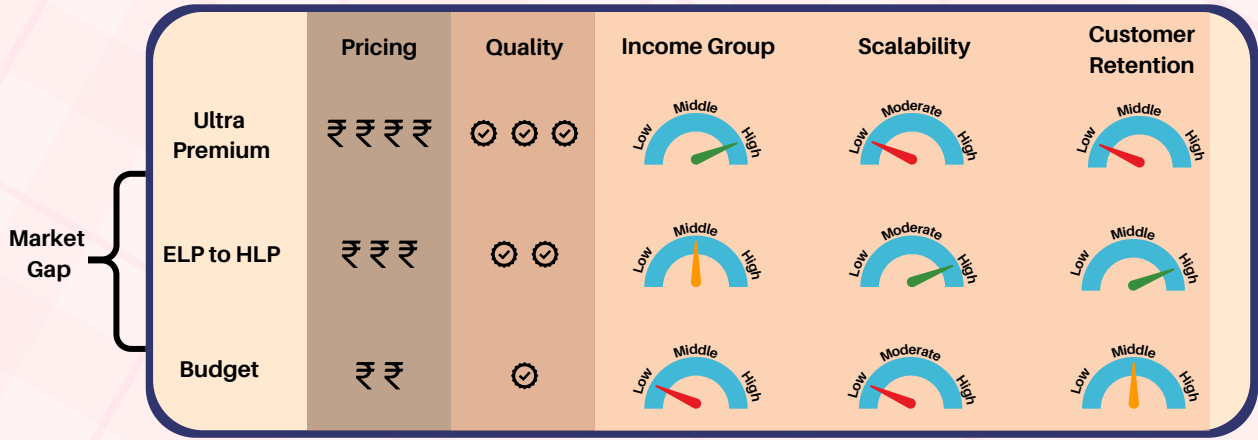 Pricing
Quality
Income Group
Scalability
Customer
Retention
Ultra
Premium
₹ ₹ ₹ ₹
Low
Middle
High
Low
Moderate
High
Low
Middle
High
Market
Gap
ELP to HLP
₹ ₹ ₹
Low
Middle
High
Low
Moderate
High
Low
Middle
High
Budget
₹ ₹
Low
Middle
High
Low
Moderate
High
Low
Middle
High